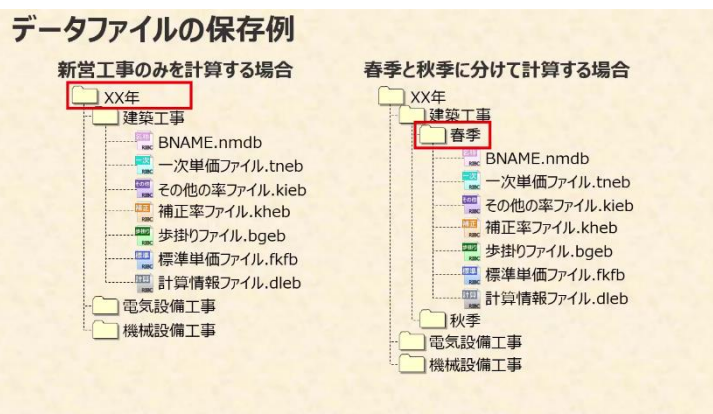 データファイルの保存例
新営工事のみを計算する場合
XX年
建築工事
BNAME.nmdb
一次単価ファイル.tneb
その他の率ファイル.kieb
補正率ファイル.kheb
歩掛りファイル.bgeb
標準単価ファイル.fkfb
計算情報ファイル.dleb
電気設備工事
機械設備工事
春季と秋季に分けて計算する場合
XX年
建築工事
春季
BNAME.nmdb
一次単価ファイル.tneb
その他の率ファイル.kieb
補正率ファイル.kheb
歩掛りファイル.bgeb
標準単価ファイル.fkfb
計算情報ファイル.dleb
秋季
電気設備工事
機械設備工事